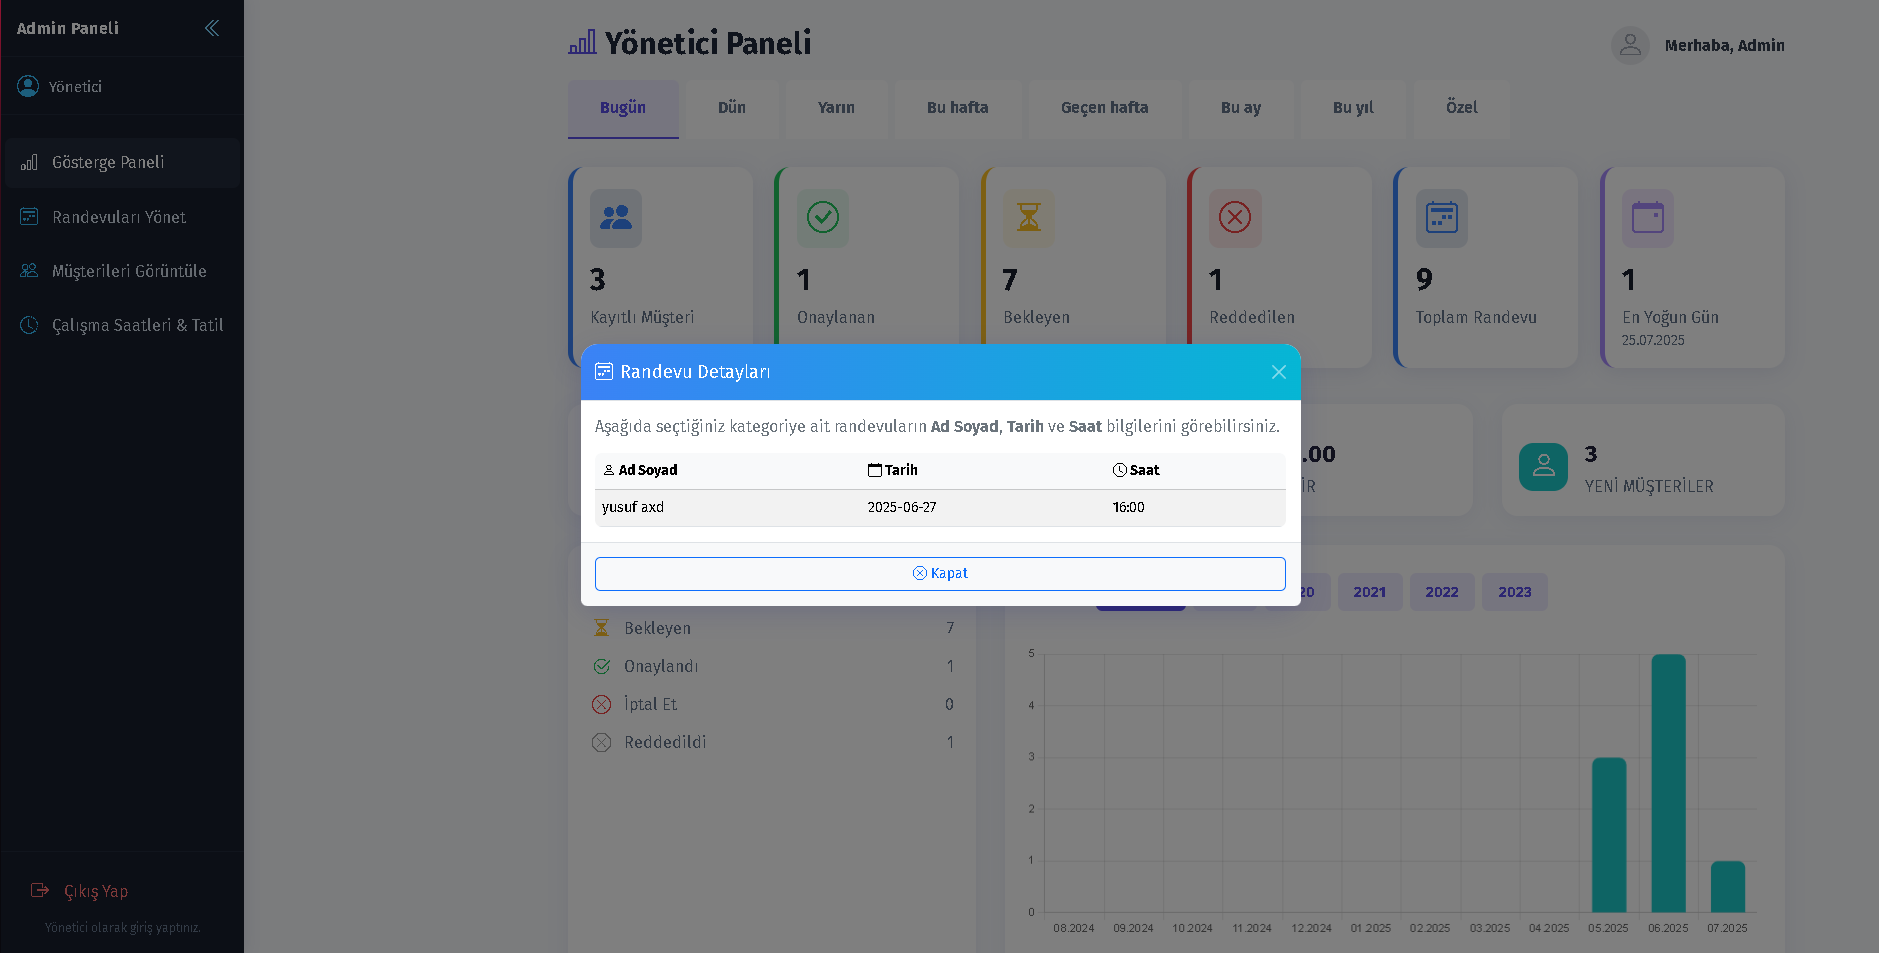 Admin Paneli
Yönetici
Gösterge Paneli
Randevuları Yönet
Müşterileri Görüntüle
Çalışma Saatleri & Tatil
Çıkış Yap
Yönetici olarak giriş yaptınız.
Yönetici Paneli
Merhaba, Admin
Bugün
Dün
Yarın
Bu hafta
Geçen hafta
Bu ay
Bu yıl
Özel
3
Kayıtlı Müşteri
1
Onaylanan
7
Bekleyen
1
Reddedilen
9
Toplam Randevu
1
En Yoğun Gün
25.07.2025
Randevu Detayları
Aşağıda seçtiğiniz kategoriye ait randevuların Ad Soyad, Tarih ve Saat bilgilerini görebilirsiniz.
Ad Soyad Tarih Saat
yusuf axd 2025-06-27 16:00
Kapat
.00
İR
3
YENİ MÜŞTERİLER
20 2021 2022 2023
Bekleyen 7
Onaylandı 1
İptal Et 0
Reddedildi 1
5
4
3
2
1
0
08.2024 09.2024 10.2024 11.2024 12.2024 01.2025 02.2025 03.2025 04.2025 05.2025 06.2025 07.2025